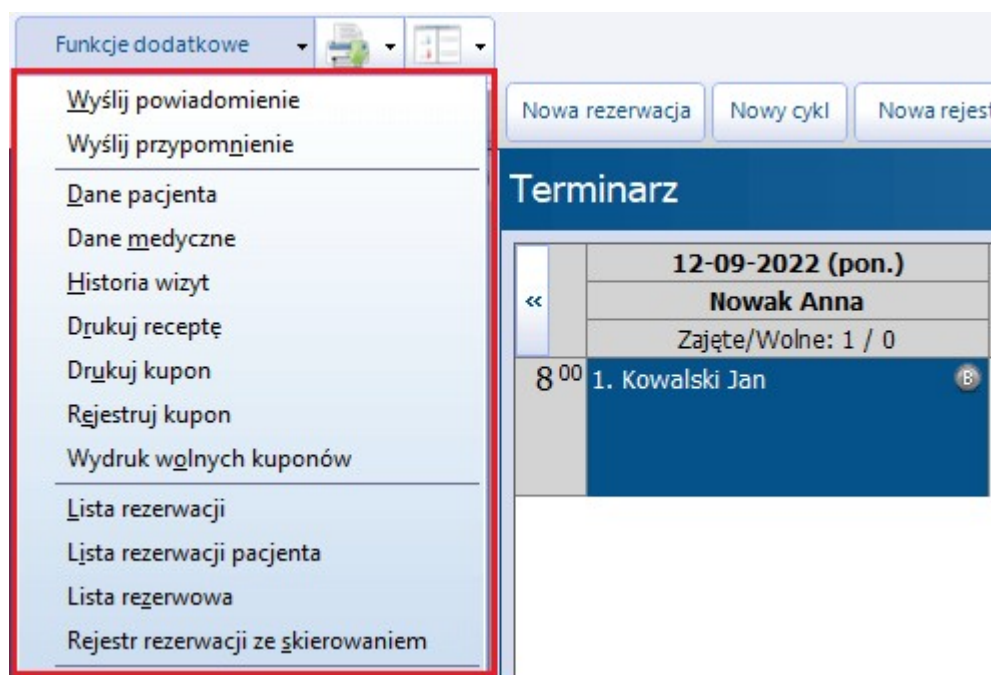 Funkcje dodatkowe
Wyślij powiadomienie
Wyślij przypomnienie
Dane pacjenta
Dane medyczne
Historia wizyt
Drukuj receptę
Drukuj kupon
Rejestruj kupon
Wydruk wolnych kuponów
Lista rezerwacji
Lista rezerwacji pacjenta
Lista rezerwowa
Rejestr rezerwacji ze skierowaniem
Nowa rezerwacja
Nowy cykl
Nowa rejest
Terminarz
«
12-09-2022 (pon.)
Nowak Anna
Zajęte/Wolne: 1 / 0
8 00 1. Kowalski Jan B